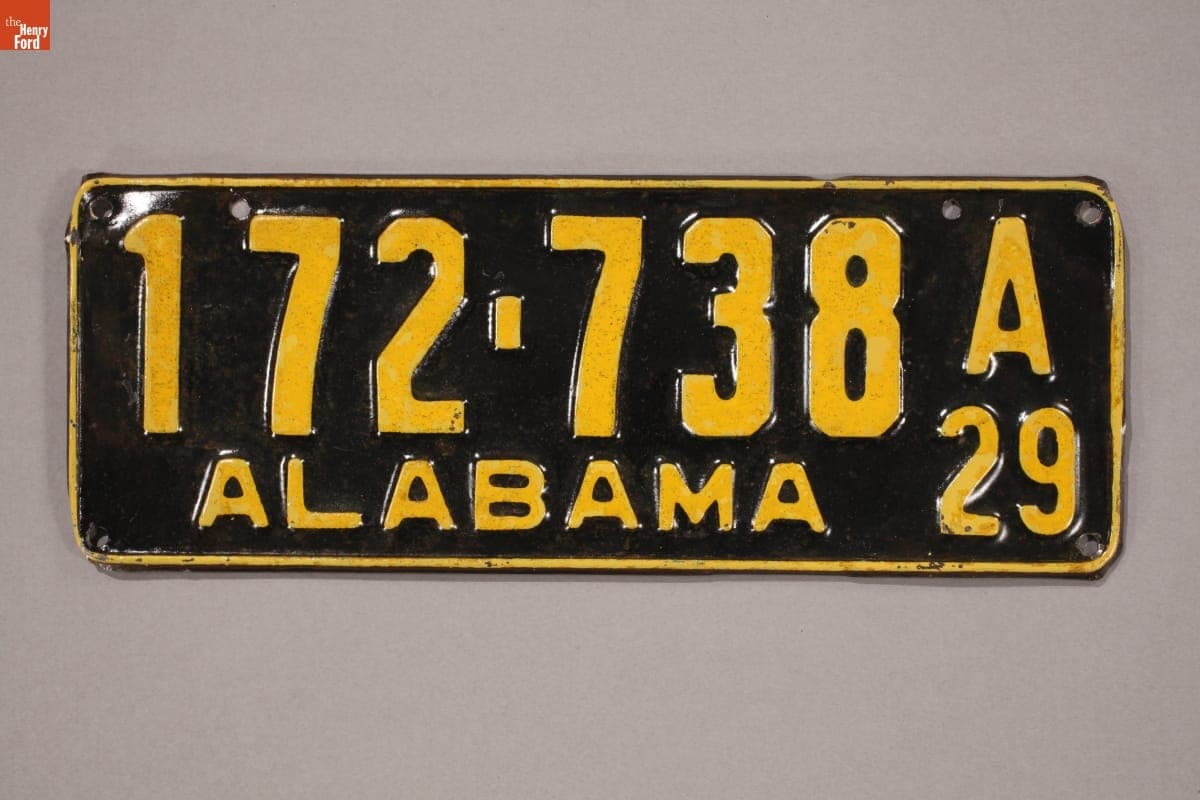 the
Henry
Ford
172-738 A
29
ALABAMA